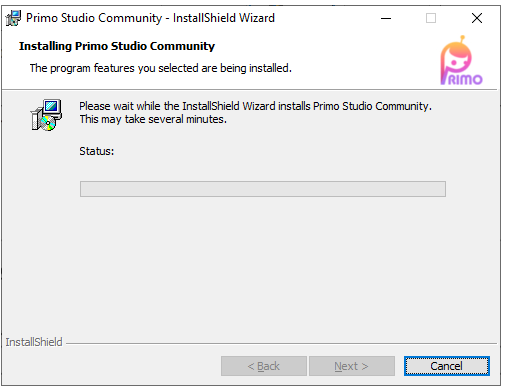 Primo Studio Community - InstallShield Wizard
Installing Primo Studio Community
The program features you selected are being installed.
PRIMO
Please wait while the InstallShield Wizard installs Primo Studio Community.
This may take several minutes.
Status:
InstallShield
< Back
Next >
Cancel